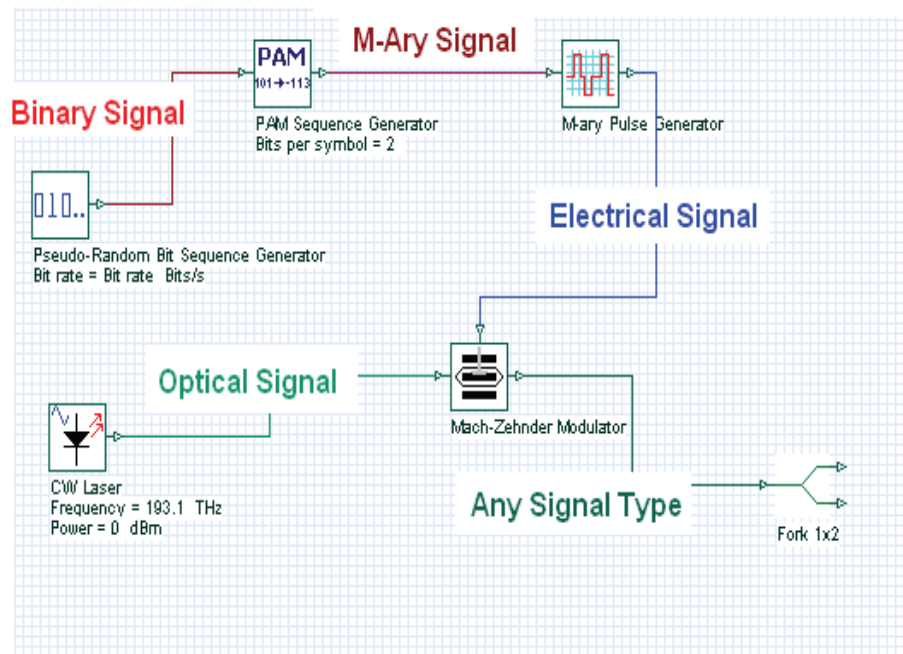 M-Ary Signal
PAM
101→-113
Binary Signal
PAM Sequence Generator
Bits per symbol = 2
M-ary Pulse Generator
010..
Electrical Signal
Pseudo-Random Bit Sequence Generator
Bit rate = Bit rate Bits/s
Optical Signal
Mach-Zehnder Modulator
CW Laser
Frequency = 193.1 THz
Power = 0 dBm
Any Signal Type
Fork 1x2